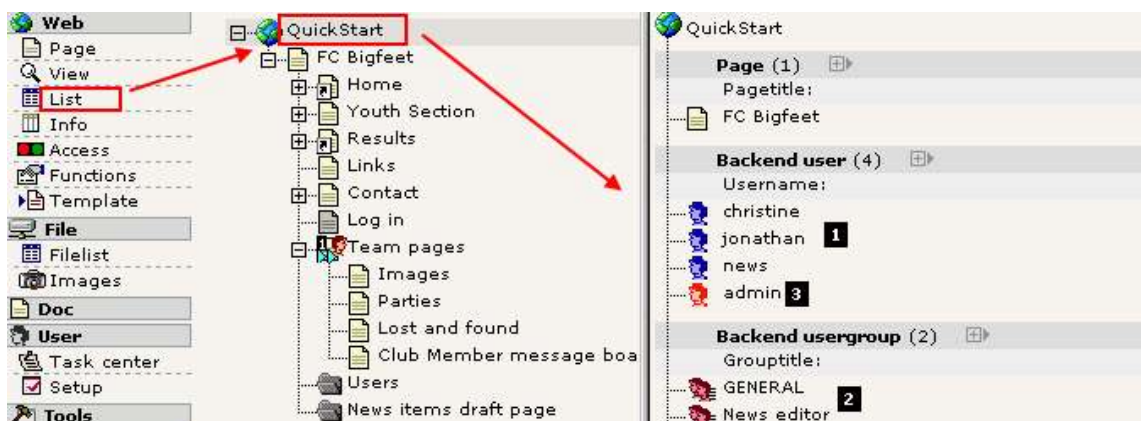 Web
Page
View
List
Info
Access
Functions
Template
File
Filelist
Images
Doc
User
Task center
Setup
Tools
QuickStart
FC Bigfeet
Home
Youth Section
Results
Links
Contact
Log in
Team pages
Images
Parties
Lost and found
Club Member message boa
Users
News items draft page
QuickStart
Page (1)
Pagetitle:
FC Bigfeet
Backend user (4)
Username:
christine
jonathan 1
news
admin 3
Backend usergroup (2)
Grouptitle:
GENERAL
2
News editor